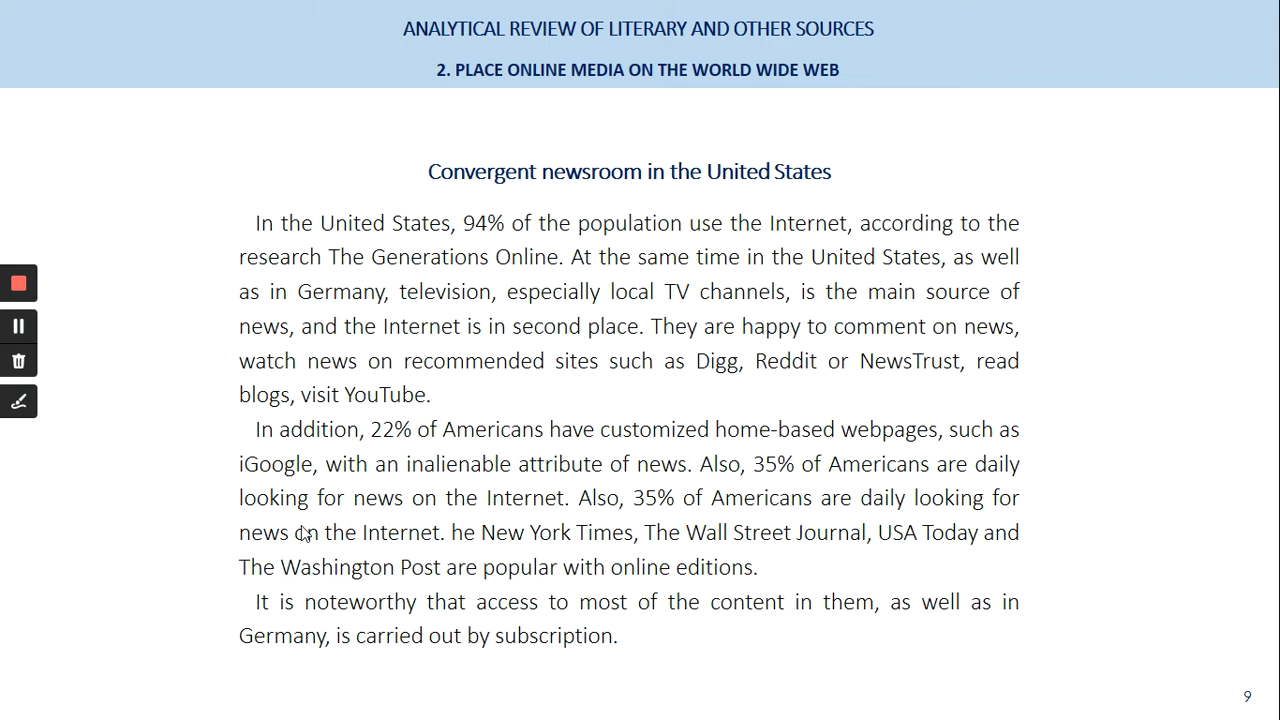 ANALYTICAL REVIEW OF LITERARY AND OTHER SOURCES
2. PLACE ONLINE MEDIA ON THE WORLD WIDE WEB
Convergent newsroom in the United States
In the United States, 94% of the population use the Internet, according to the
research The Generations Online. At the same time in the United States, as well
as in Germany, television, especially local TV channels, is the main source of
news, and the Internet is in second place. They are happy to comment on news,
watch news on recommended sites such as Digg, Reddit or NewsTrust, read
blogs, visit YouTube.
In addition, 22% of Americans have customized home-based webpages, such as
iGoogle, with an inalienable attribute of news. Also, 35% of Americans are daily
looking for news on the Internet. Also, 35% of Americans are daily looking for
news on the Internet. he New York Times, The Wall Street Journal, USA Today and
The Washington Post are popular with online editions.
It is noteworthy that access to most of the content in them, as well as in
Germany, is carried out by subscription.
9